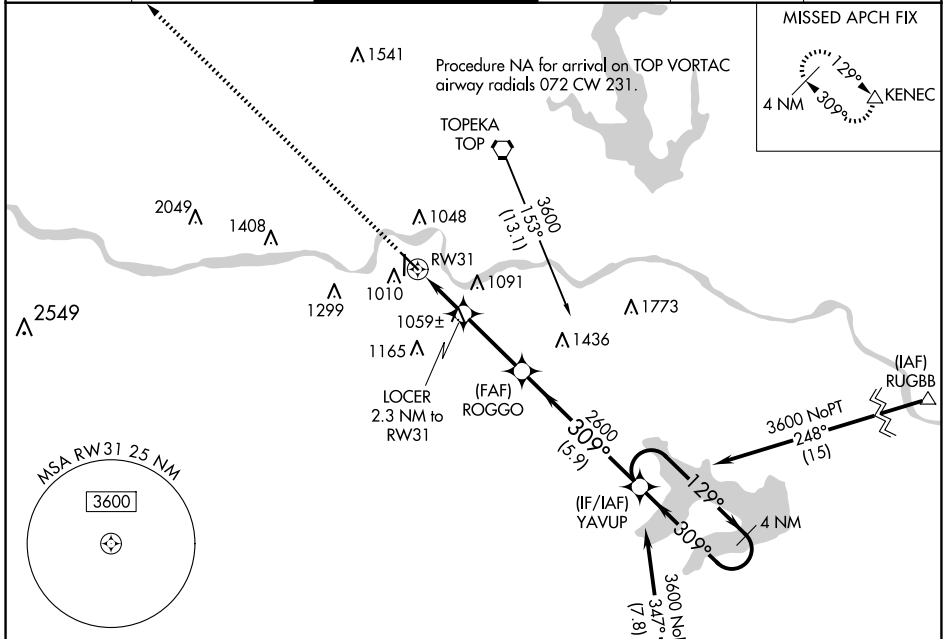 MISSED APCH FIX
129°
4 NM
309°
KENEC
1541
Procedure NA for arrival on TOP VORTAC
airway radials 072 CW 231.
TOPEKA
TOP
3600
153°
(13.1)
2049
1408
1048
RW31
1010
1091
1299
2549
1059±
1773
1436
1165
LOCER
2.3 NM to
RW31
(FAF)
ROGGO
(IAF)
RUGBB
3600 NoPT
248°
(15)
2600
309°
(5.9)
MSA RW31 25 NM
3600
(IF/IAF)
YAVUP
129°
4 NM
309°
3600
347°
(7.8)